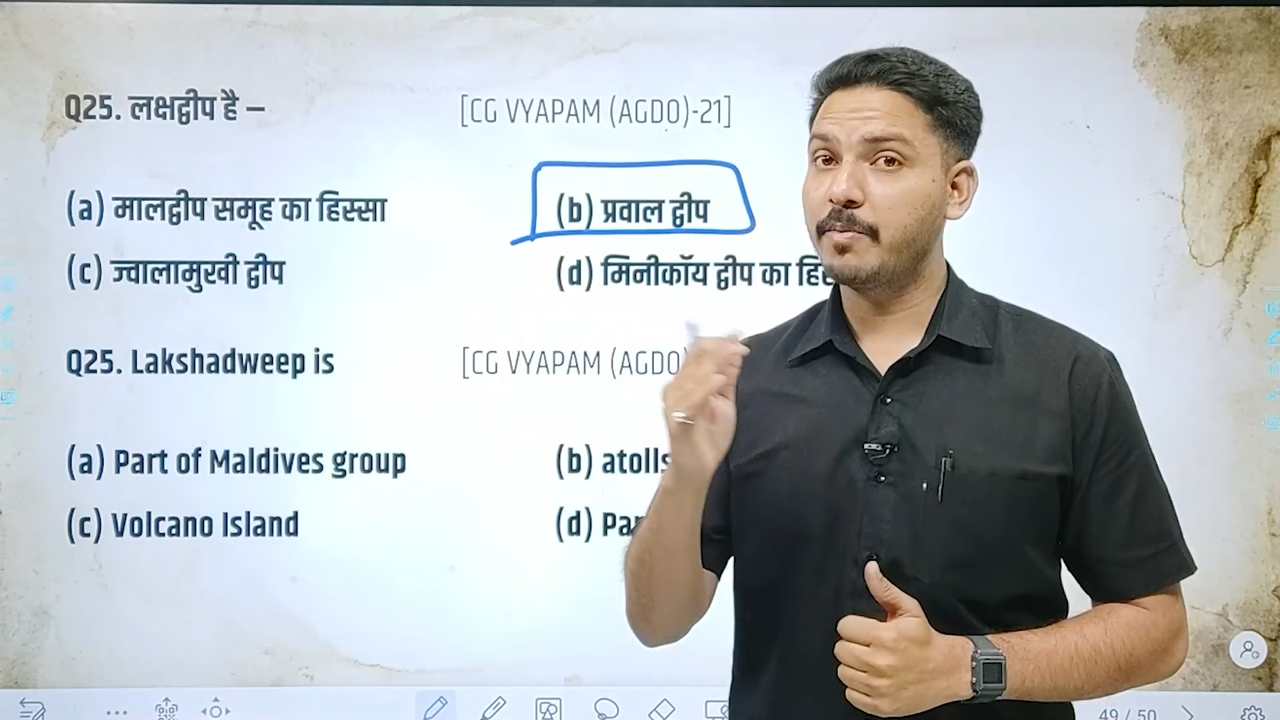 Q25. लक्षद्वीप है – [CG VYAPAM (AGDO)-21]
(a) मालद्वीप समूह का हिस्सा (b) प्रवाल द्वीप
(c) ज्वालामुखी द्वीप (d) मिनीकॉय द्वीप का
Q25. Lakshadweep is [CG VYAPAM (AGDO)
(a) Part of Maldives group (b) atolls
(c) Volcano Island (d)
49 / 50